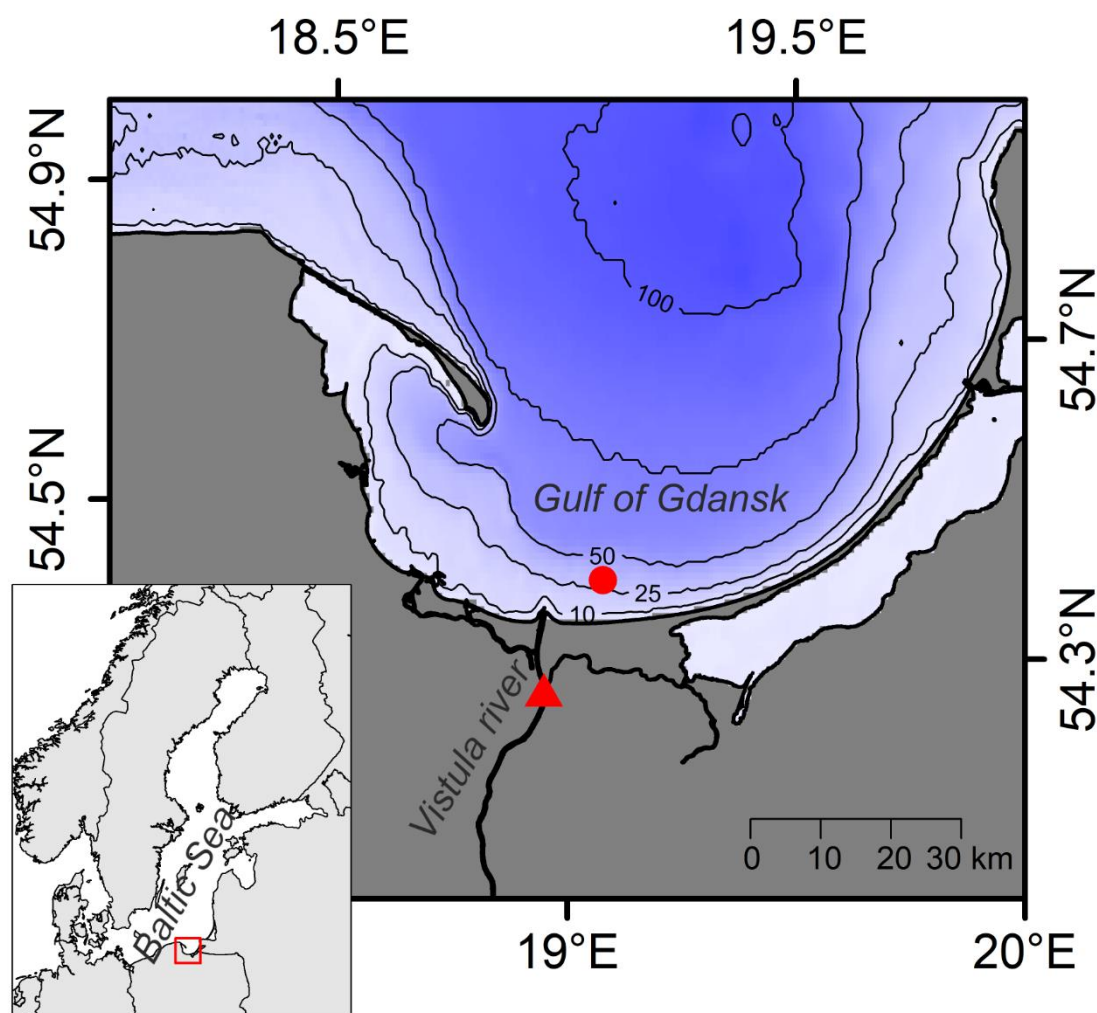 18.5°E 19.5°E
54.9°N
100
54.7°N
54.5°N
Gulf of Gdansk
50
25
10
54.3°N
Vistula river
Baltic Sea
0 10 20 30 km
19°E 20°E